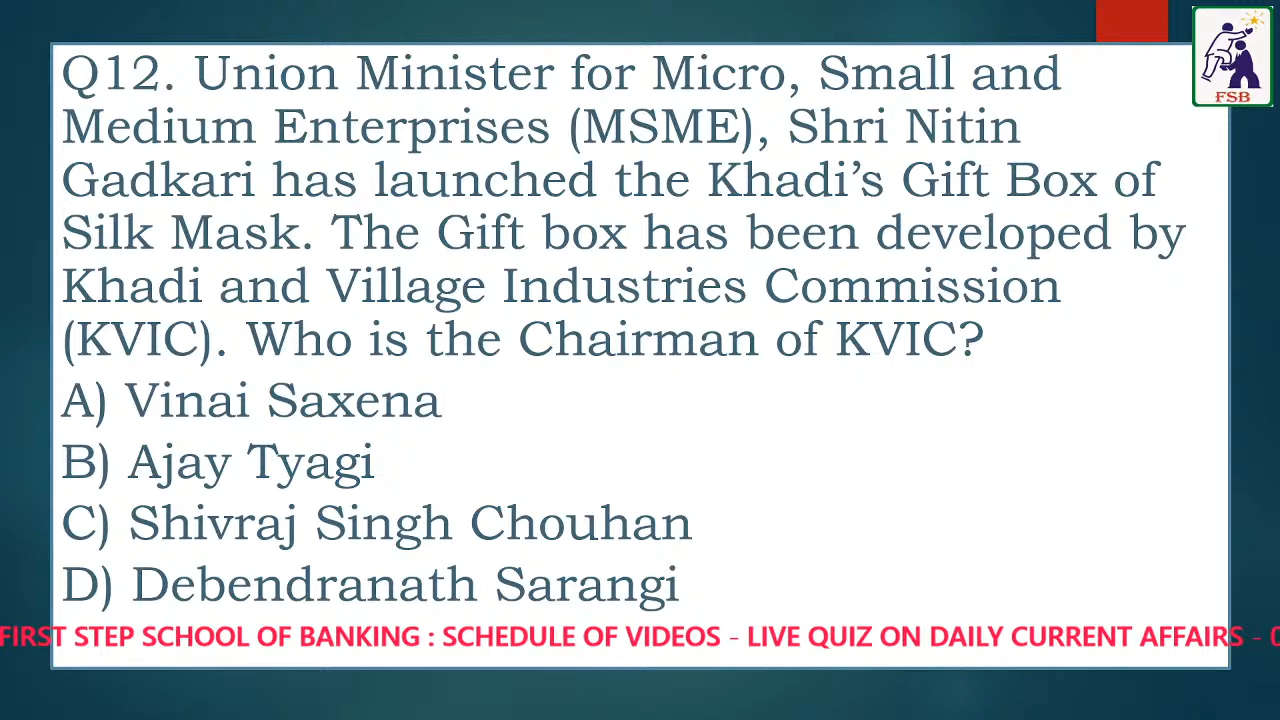 FSB
Q12. Union Minister for Micro, Small and
Medium Enterprises (MSME), Shri Nitin
Gadkari has launched the Khadi’s Gift Box of
Silk Mask. The Gift box has been developed by
Khadi and Village Industries Commission
(KVIC). Who is the Chairman of KVIC?
A) Vinai Saxena
B) Ajay Tyagi
C) Shivraj Singh Chouhan
D) Debendranath Sarangi
FIRST STEP SCHOOL OF BANKING : SCHEDULE OF VIDEOS - LIVE QUIZ ON DAILY CURRENT AFFAIRS -